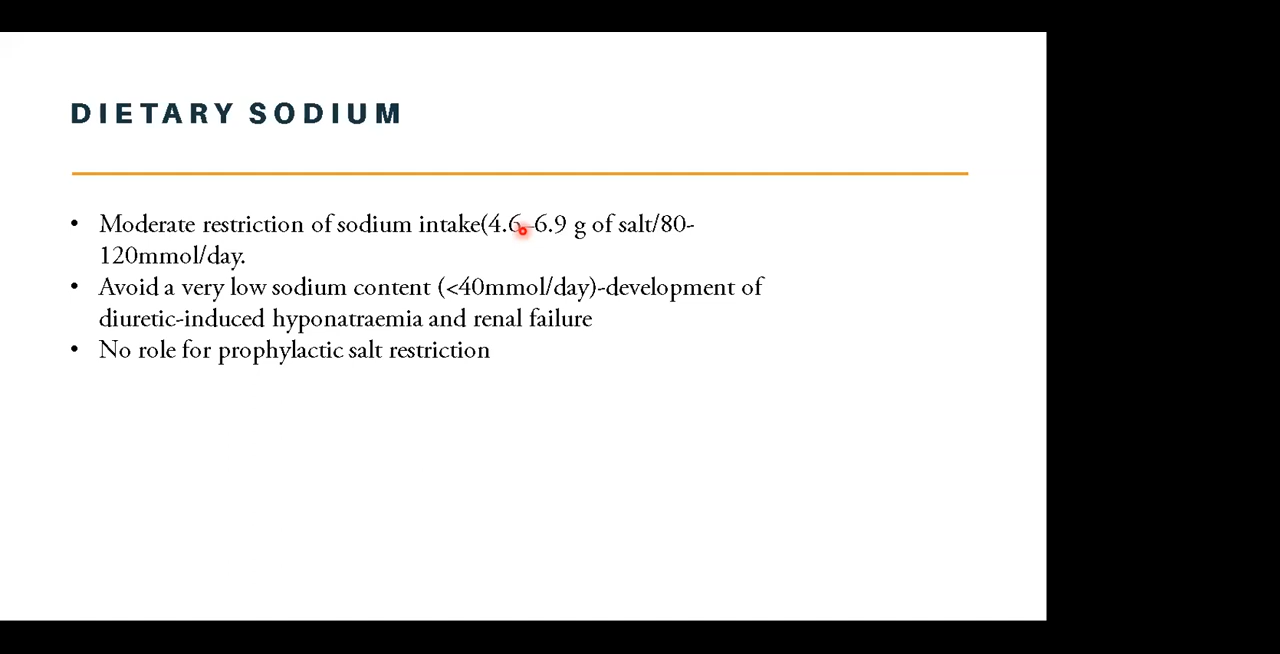 DIETARY SODIUM
• Moderate restriction of sodium intake(4.6–6.9 g of salt/80-
120mmol/day.
• Avoid a very low sodium content (<40mmol/day)-development of
diuretic-induced hyponatraemia and renal failure
• No role for prophylactic salt restriction